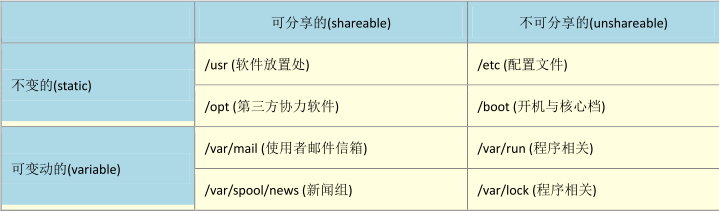 可分享的(shareable) 不可分享的(unshareable)
不变的(static) /usr (软件放置处) /etc (配置文件)
/opt (第三方协力软件) /boot (开机与核心档)
可变动的(variable) /var/mail (使用者邮件信箱) /var/run (程序相关)
/var/spool/news (新闻组) /var/lock (程序相关)